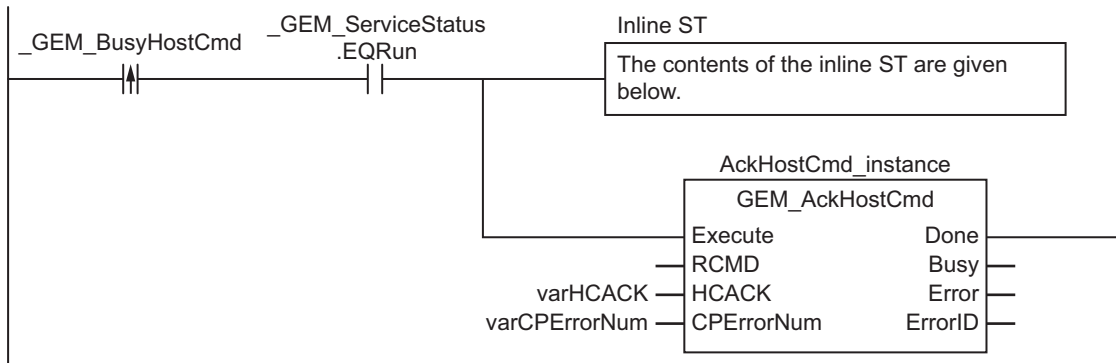 _GEM_BusyHostCmd
_GEM_ServiceStatus
.EQRun
Inline ST
The contents of the inline ST are given
below.
AckHostCmd_instance
GEM_AckHostCmd
Execute Done
RCMD Busy
varHCACK HCACK Error
varCPErrorNum CPErrorNum ErrorID